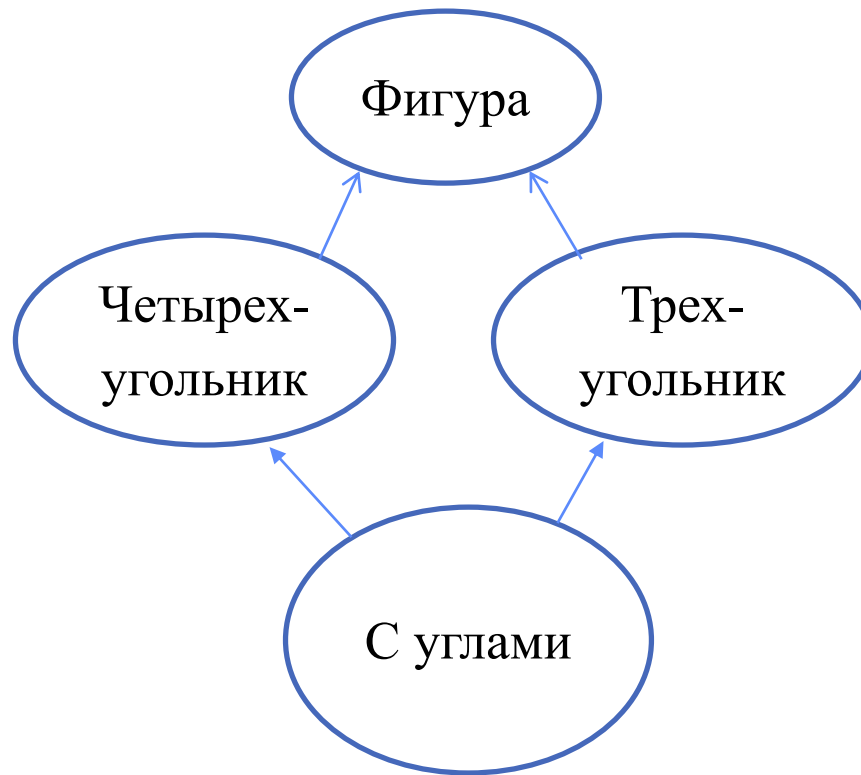 Фигура
Четырех-
угольник
Трех-
угольник
С углами